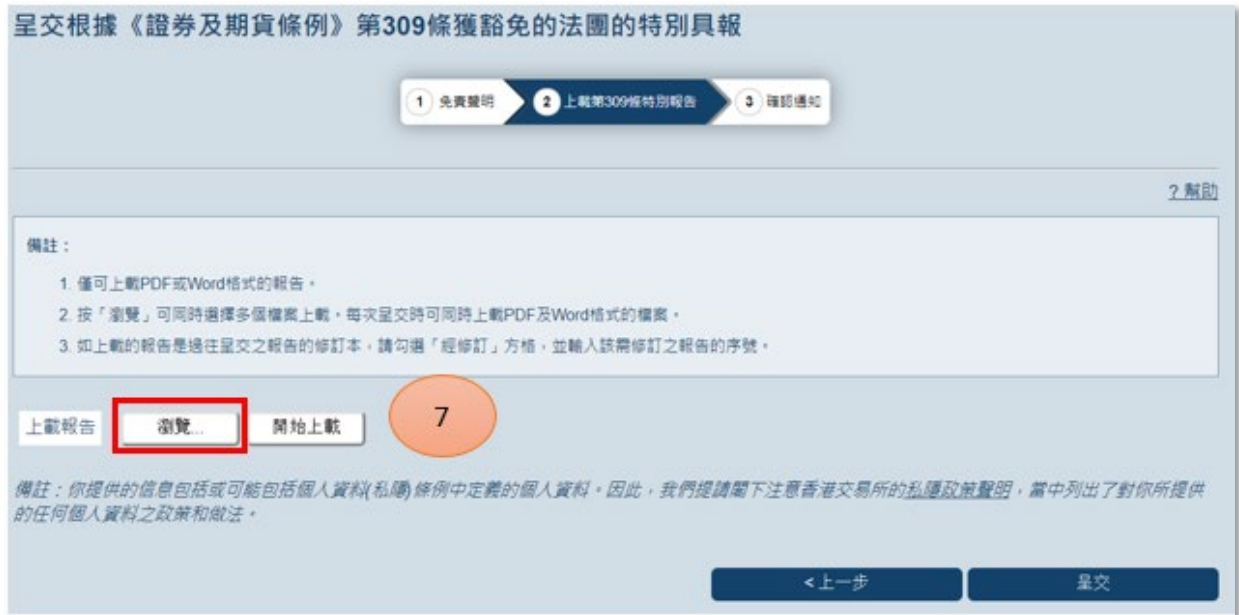 呈交根據《證券及期貨條例》第309條獲豁免的法團的特別具報
1 免責聲明 2 上載第309條特別報告 3 確認通知
? 幫助
備註：
1. 僅可上載PDF或Word格式的報告。
2. 按「瀏覽」可同時選擇多個檔案上載。每次呈交時可同時上載PDF及Word格式的檔案。
3. 如上載的報告是過往呈交之報告的修訂本，請勾選「經修訂」方格，並輸入該需修訂之報告的序號。
上載報告 瀏覽... 開始上載 7
備註：你提供的信息包括或可能包括個人資料(私隱)條例中定義的個人資料。因此，我們提請閣下注意香港交易所的私隱政策聲明，當中列出了對你所提供
的任何個人資料之政策和做法。
<上一步 呈交